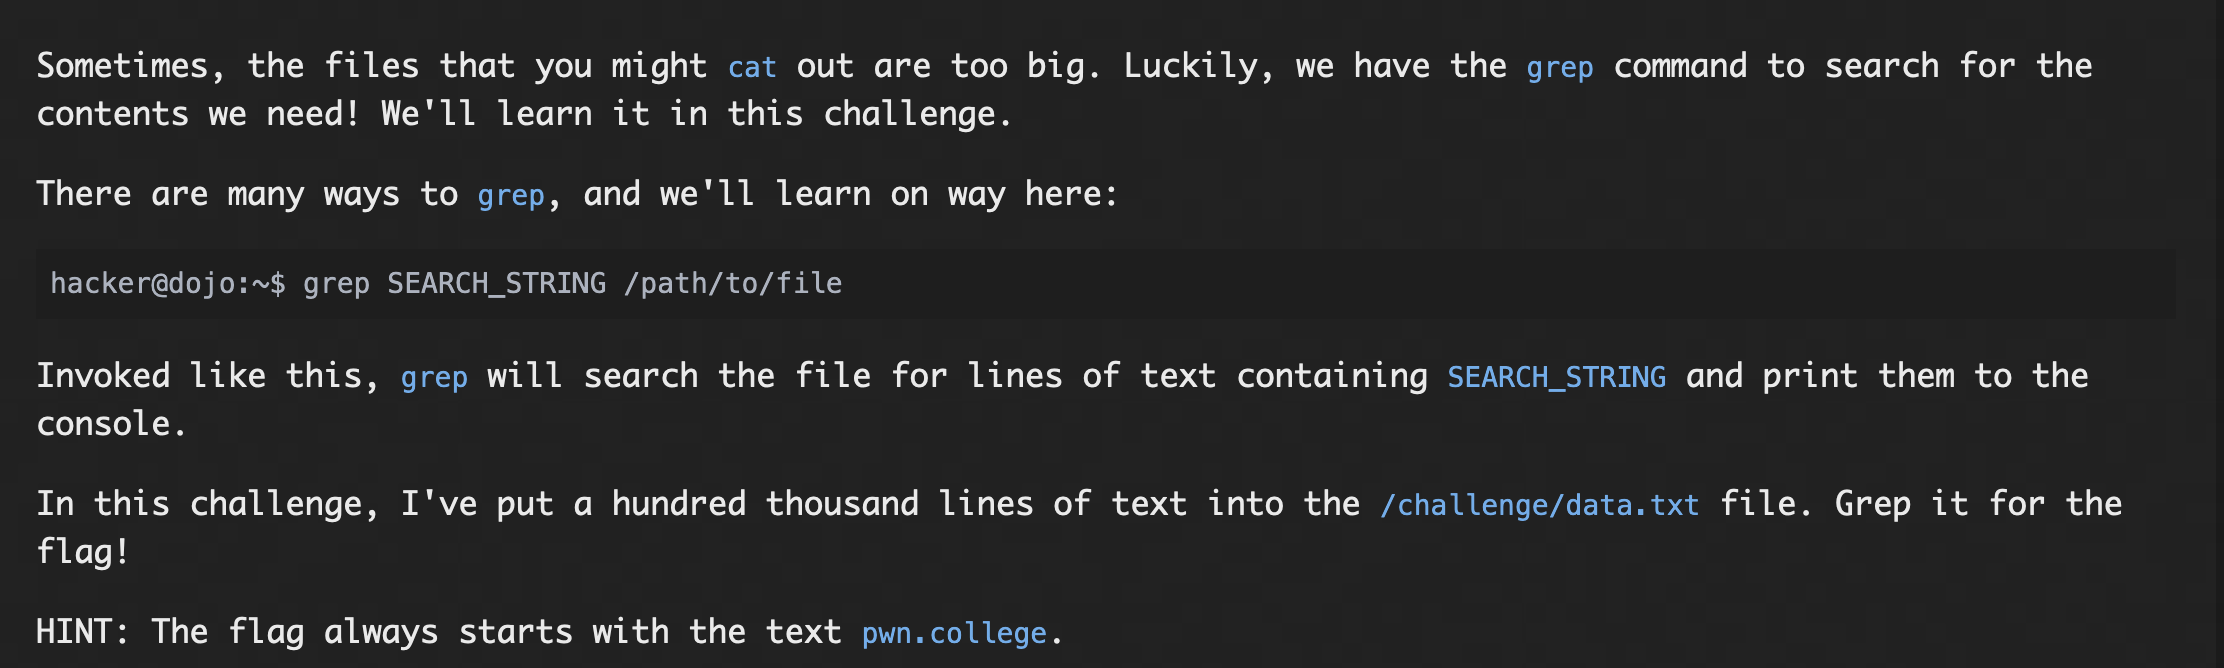 Sometimes, the files that you might cat out are too big. Luckily, we have the grep command to search for the
contents we need! We'll learn it in this challenge.
There are many ways to grep, and we'll learn on way here:
hacker@dojo:~$ grep SEARCH_STRING /path/to/file
Invoked like this, grep will search the file for lines of text containing SEARCH_STRING and print them to the
console.
In this challenge, I've put a hundred thousand lines of text into the /challenge/data.txt file. Grep it for the
flag!
HINT: The flag always starts with the text pwn.college.